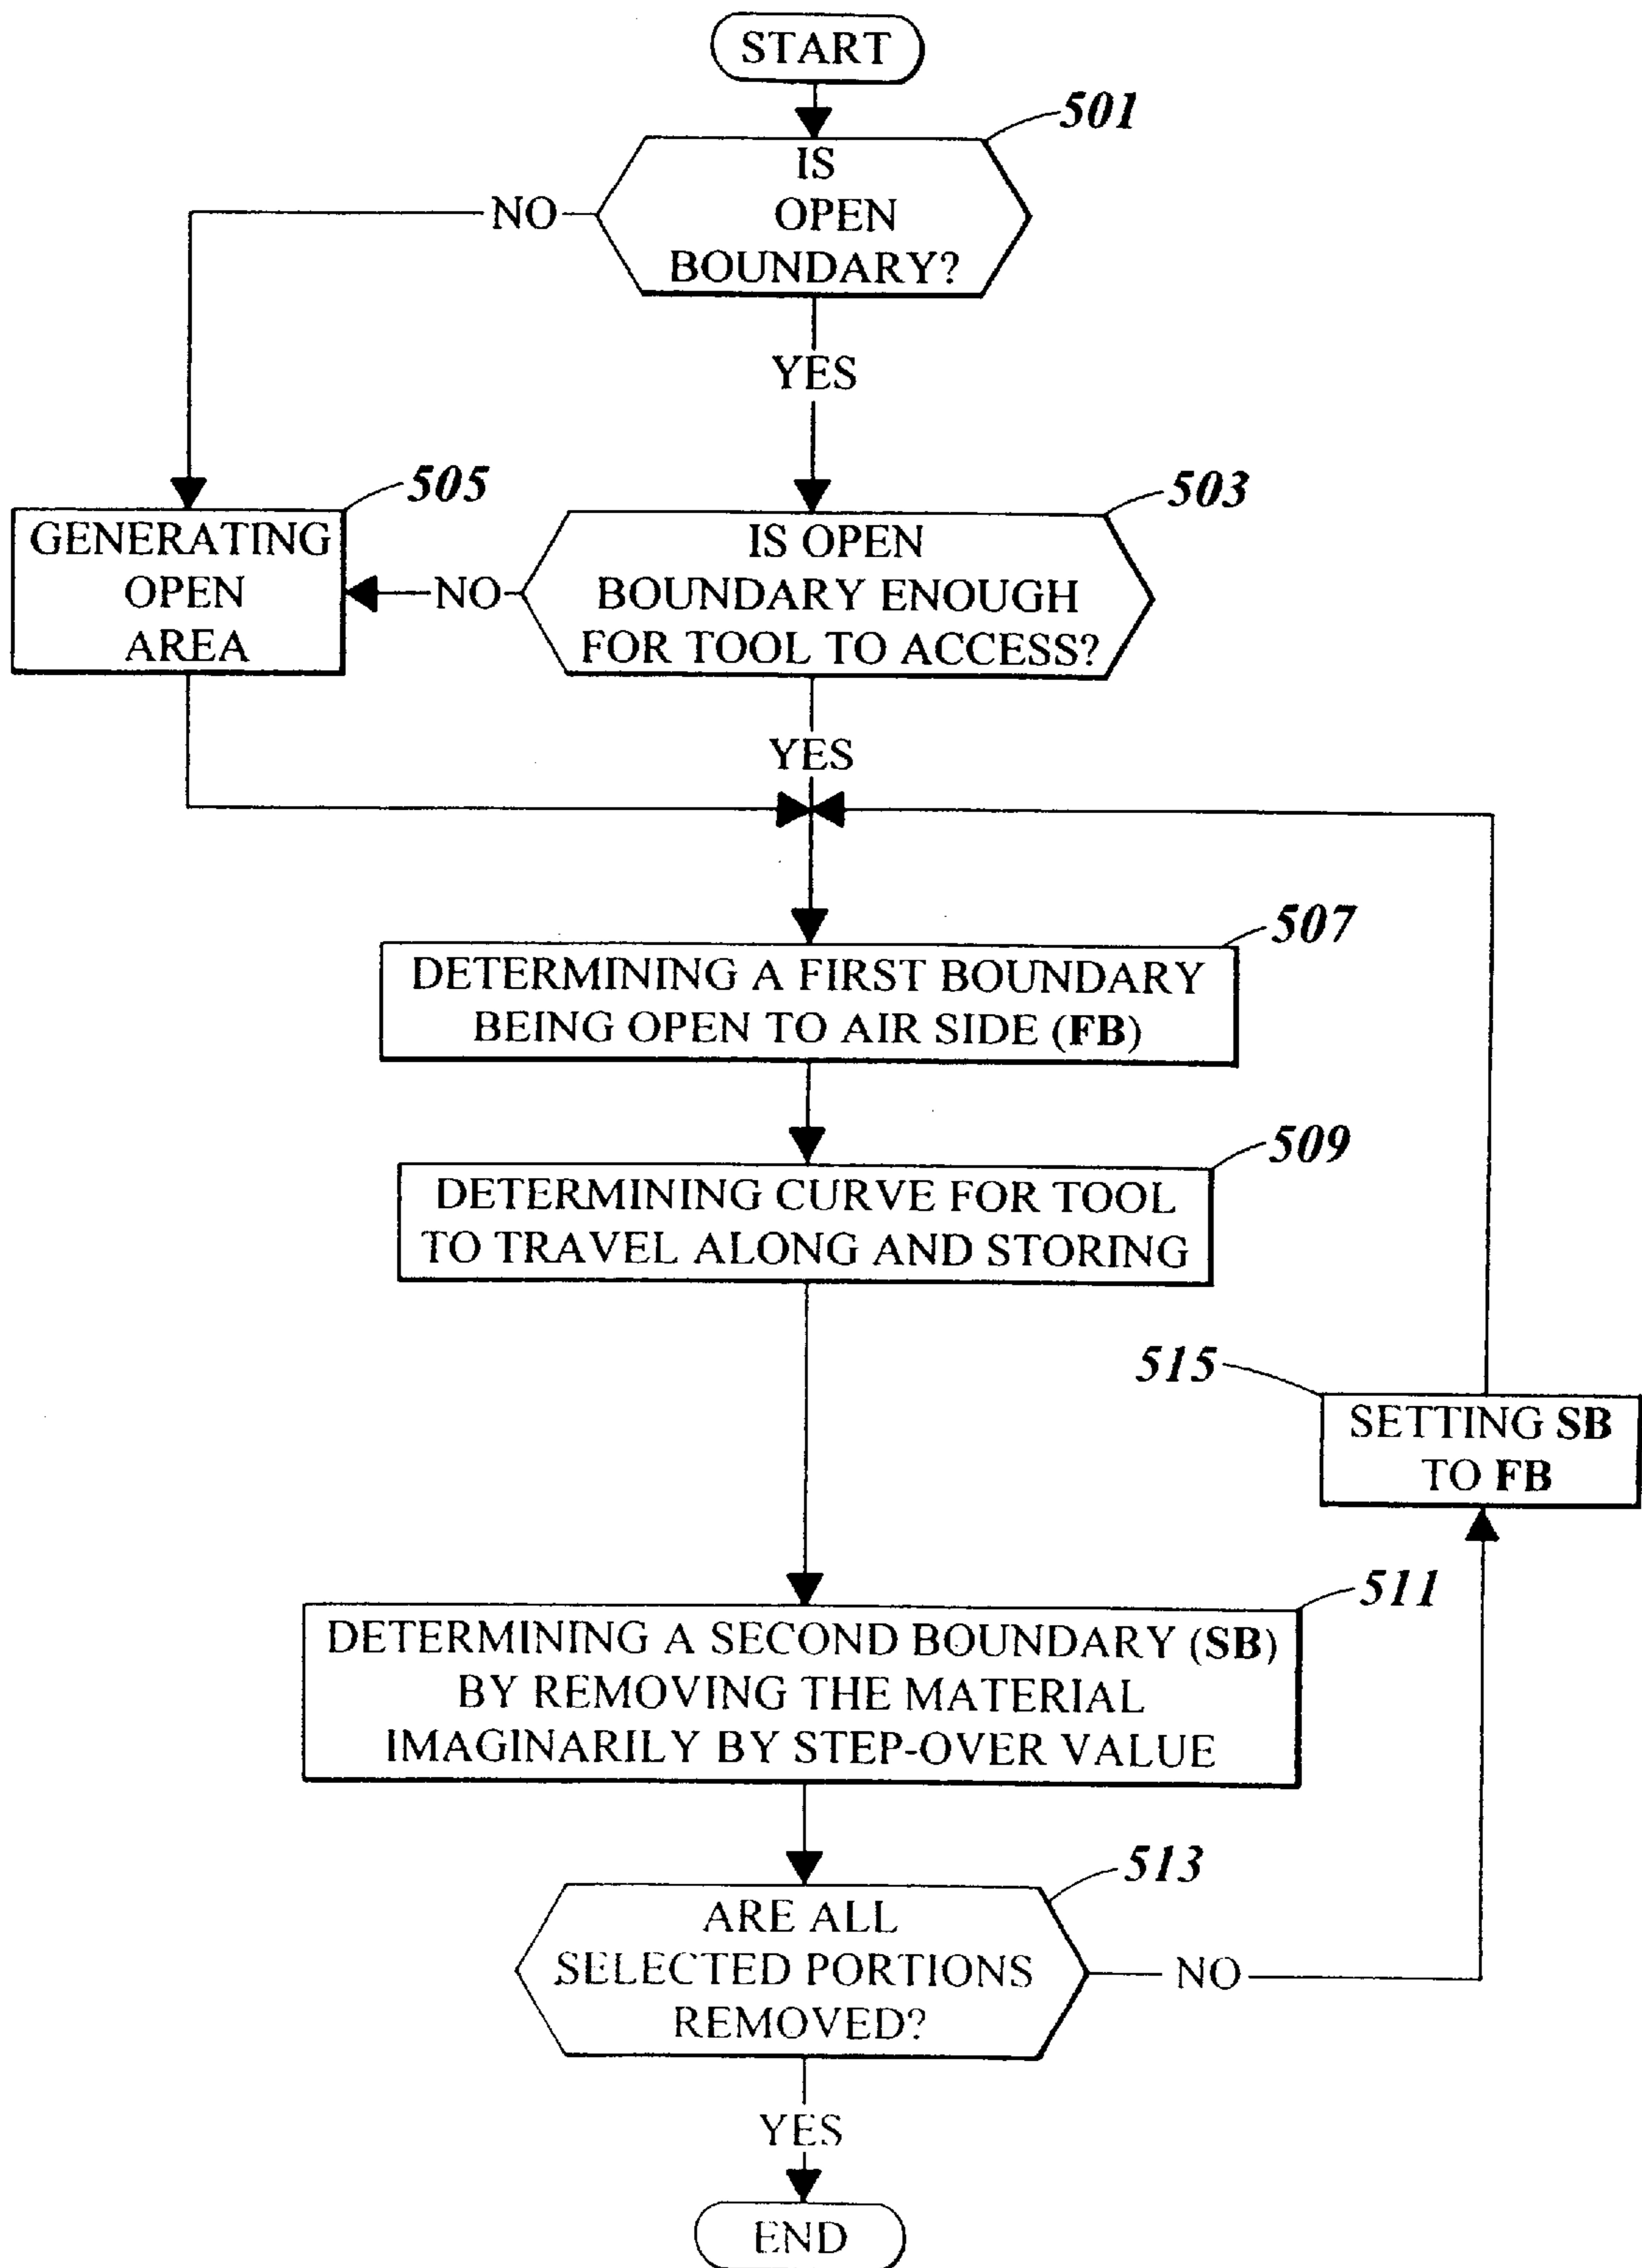 START
501
IS
OPEN
BOUNDARY?
NO
YES
505
GENERATING
OPEN
AREA
NO
503
IS OPEN
BOUNDARY ENOUGH
FOR TOOL TO ACCESS?
YES
507
DETERMINING A FIRST BOUNDARY
BEING OPEN TO AIR SIDE (FB)
509
DETERMINING CURVE FOR TOOL
TO TRAVEL ALONG AND STORING
515
SETTING SB
TO FB
511
DETERMINING A SECOND BOUNDARY (SB)
BY REMOVING THE MATERIAL
IMAGINARILY BY STEP-OVER VALUE
513
ARE ALL
SELECTED PORTIONS
REMOVED?
NO
YES
END